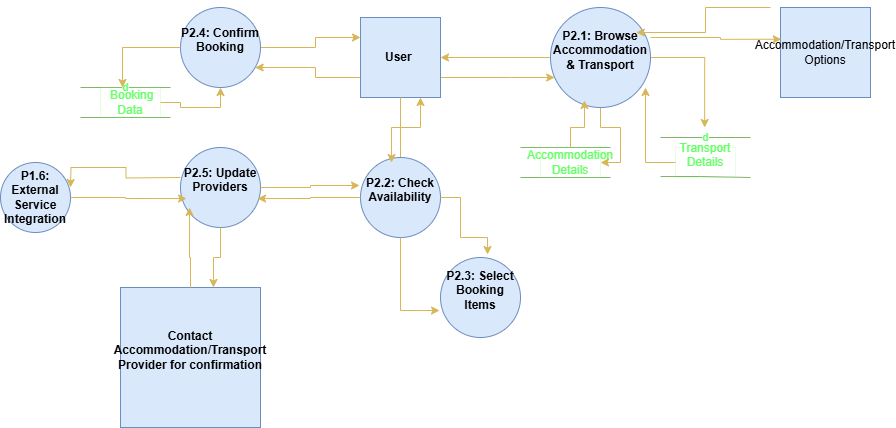 P2.4: Confirm
Booking
User
P2.1: Browse
Accommodation
& Transport
Accommodation/Transport
Options
d
Booking
Data
d
Transport
Details
Accommodation
Details
P1.6:
External
Service
Integration
P2.5: Update
Providers
P2.2: Check
Availability
P2.3: Select
Booking
Items
Contact
Accommodation/Transport
Provider for confirmation